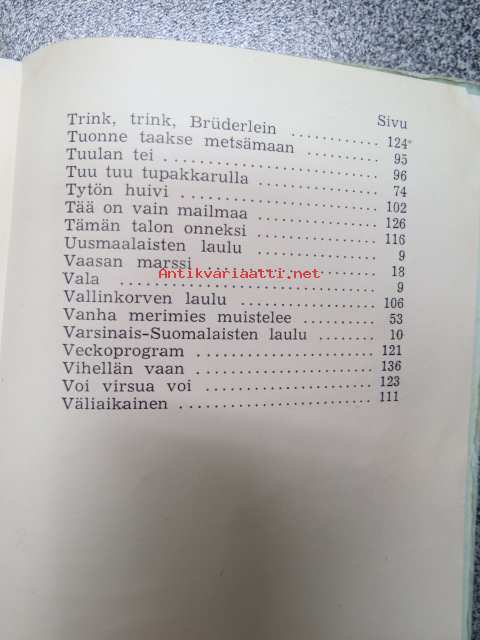 Sivu
Trink, trink, Brüderlein ............ 124
Tuonne taakse metsämaan ......... 95
Tuulan tei ........................... 96
Tuu tuu tupakkarulla ............... 74
Tytön huivi ......................... 102
Tää on vain mailmaa ............... 126
Tämän talon onneksi ............... 116
Uusmaalaisten laulu ................ 9
Vaasan marssi ...................... 18
Antikvariaatti.net
Vala ................................. 9
Vallinkorven laulu .................. 106
Vanha merimies muistelee .......... 53
Varsinais-Suomalaisten laulu ........ 10
Veckoprogram ...................... 121
Vihellän vaan ....................... 136
Voi virsua voi ....................... 123
Väliaikainen ......................... 111